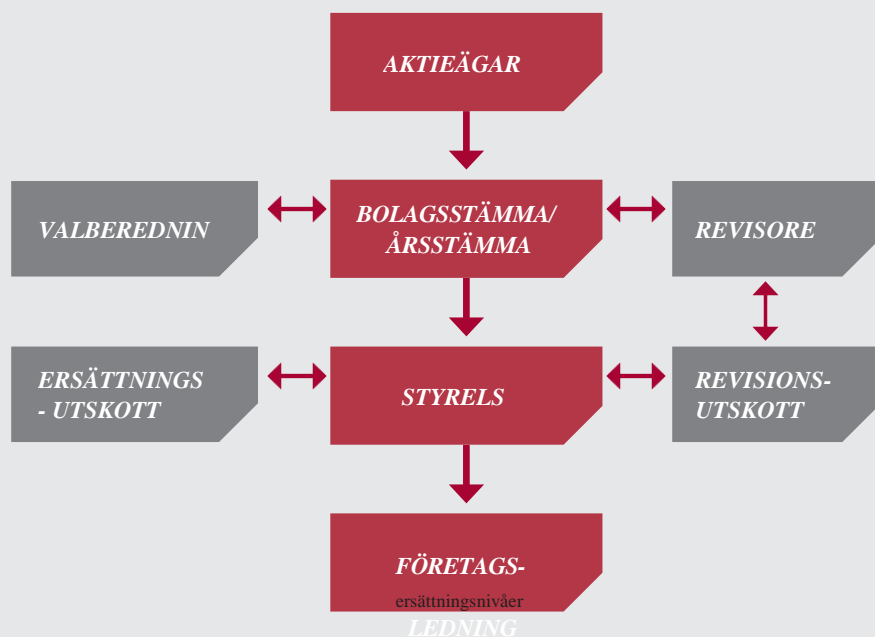 AKTIEÄGAR
VALBEREDNIN
BOLAGSSTÄMMA/
ÅRSSTÄMMA
REVISORE
ERSÄTTNINGS
- UTSKOTT
STYRELS
REVISIONS-
UTSKOTT
FÖRETAGS-
ersättningsnivåer
LEDNING